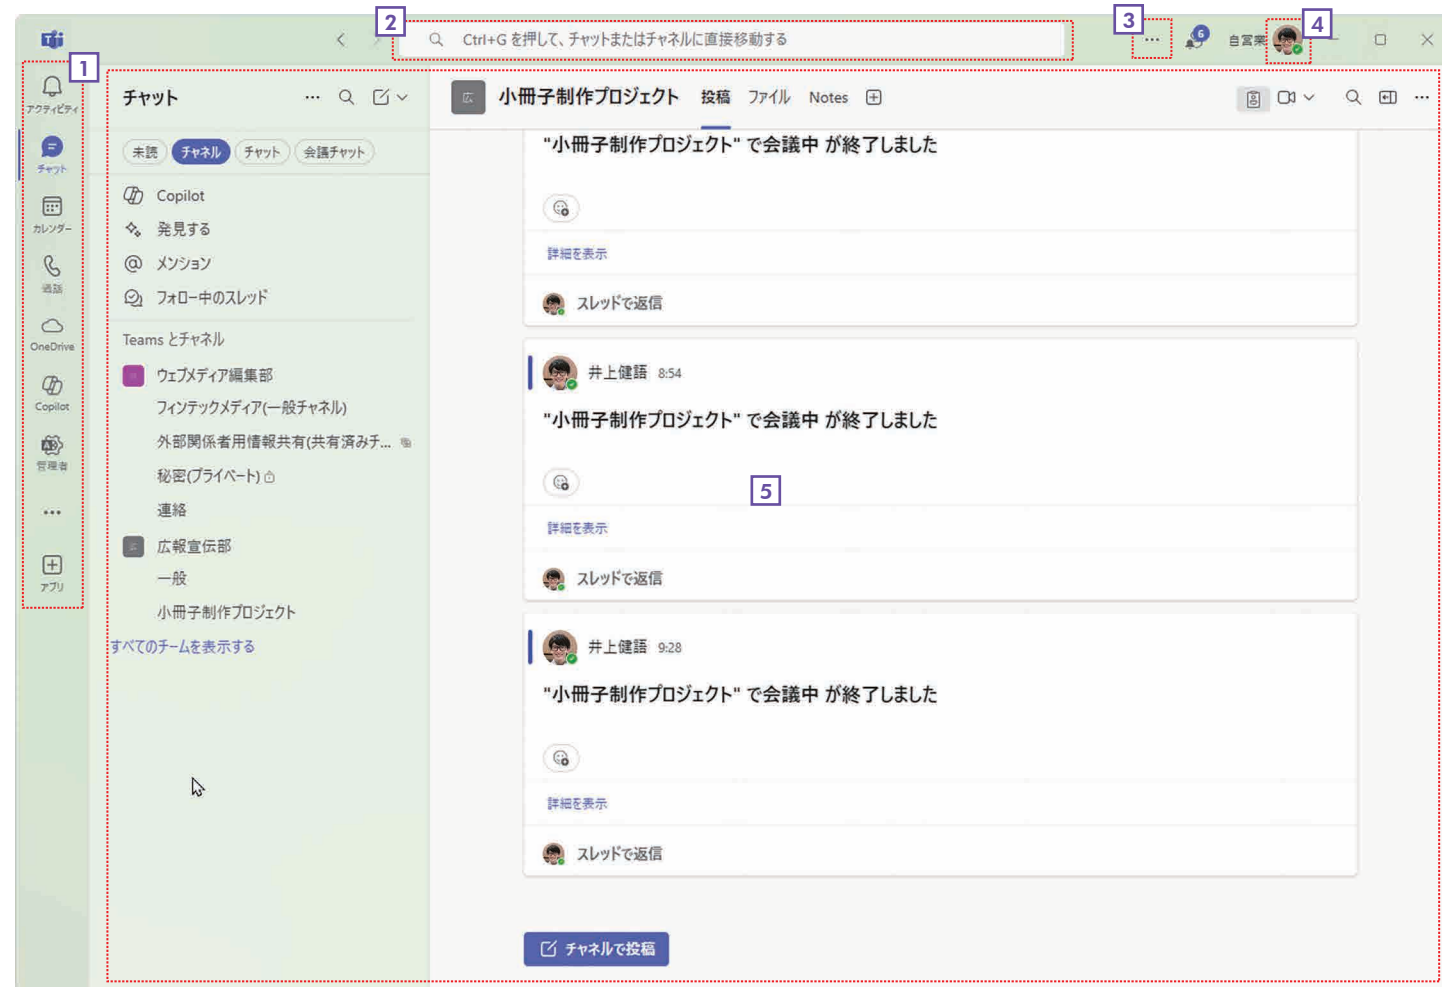 1
2
3
4
Ctrl+G を押して、チャットまたはチャネルに直接移動する
6
自営業
アクティビティ
チャット
カレンダー
通話
OneDrive
Copilot
管理者
アプリ
チャット
未読
チャネル
チャット
会議チャット
Copilot
発見する
メンション
フォロー中のスレッド
Teams とチャネル
ウェブメディア編集部
フィンテックメディア(一般チャネル)
外部関係者用情報共有(共有済みチ...
秘密(プライベート)
連絡
広報宣伝部
一般
小冊子制作プロジェクト
すべてのチームを表示する
広
小冊子制作プロジェクト
投稿
ファイル
Notes
"小冊子制作プロジェクト" で会議中 が終了しました
詳細を表示
スレッドで返信
井上健語 8:54
"小冊子制作プロジェクト" で会議中 が終了しました
5
詳細を表示
スレッドで返信
井上健語 9:28
"小冊子制作プロジェクト" で会議中 が終了しました
詳細を表示
スレッドで返信
チャネルで投稿